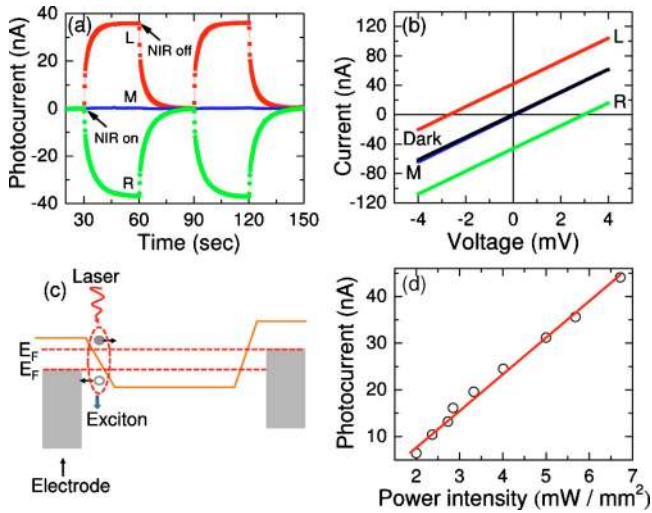 (a)
Photocurrent (nA)
40
20
0
-20
-40
L
NIR off
M
NIR on
R
30
60
90
120
150
Time (sec)
(b)
Current (nA)
120
80
40
0
-40
-80
-120
L
Dark
M
R
-4
-2
0
2
4
Voltage (mV)
(c)
Laser
E_F
E_F
Exciton
Electrode
(d)
Photocurrent (nA)
40
30
20
10
2
3
4
5
6
7
Power intensity (mW / mm²)